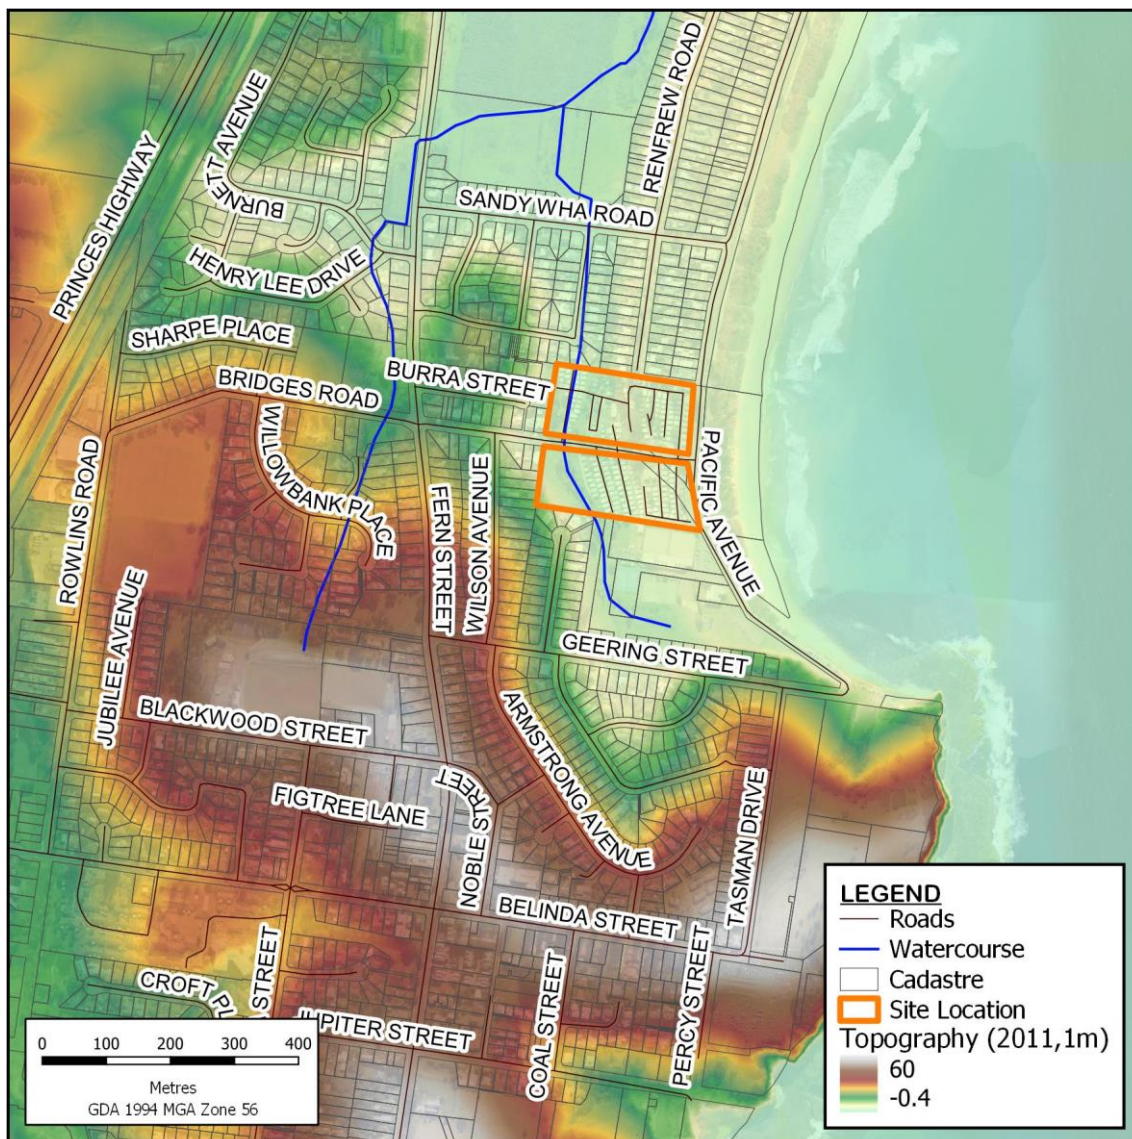 RENFREW ROAD
BURNETT AVENUE
PRINCES HIGHWAY
SANDY WHA ROAD
HENRY LEE DRIVE
SHARPE PLACE
BURRA STREET
BRIDGES ROAD
WILLOWBANK PLACE
PACIFIC AVENUE
ROWLINS ROAD
FERN STREET
WILSON AVENUE
JUBILEE AVENUE
GEERING STREET
BLACKWOOD STREET
ARMSTRONG AVENUE
FIGTREE LANE
NOBLE STREET
TASMAN DRIVE
BELINDA STREET
CROFT PL
STREET
JUPITER STREET
COAL STREET
PERCY STREET
0 100 200 300 400
Metres
GDA 1994 MGA Zone 56
LEGEND
Roads
Watercourse
Cadastre
Site Location
Topography (2011,1m)
60
-0.4